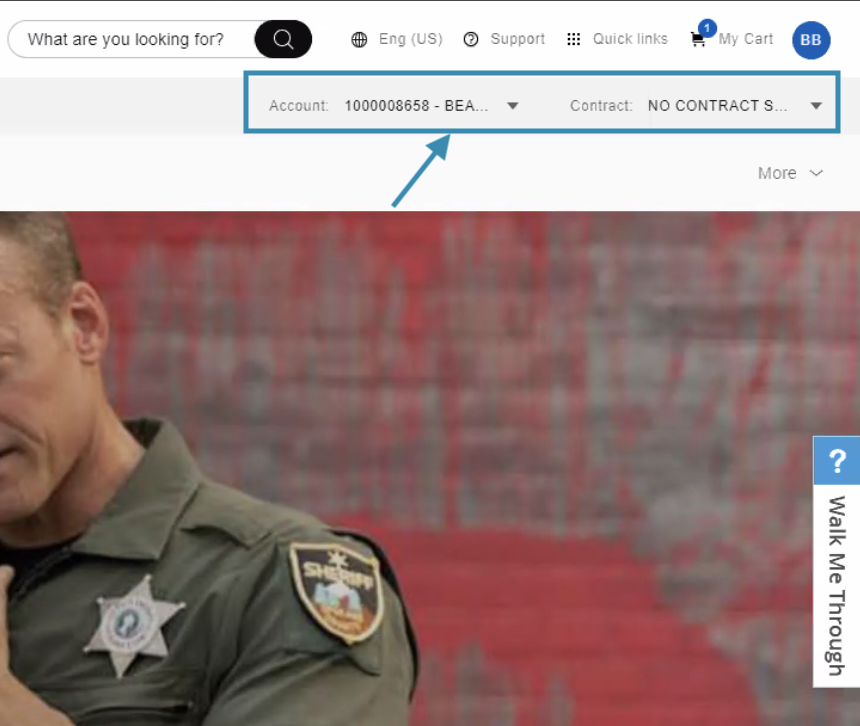 What are you looking for?
Eng (US)
Support
Quick links
1
My Cart
BB
Account: 1000008658 - BEA...
Contract: NO CONTRACT S...
More
?
Walk Me Through
SHERIFF